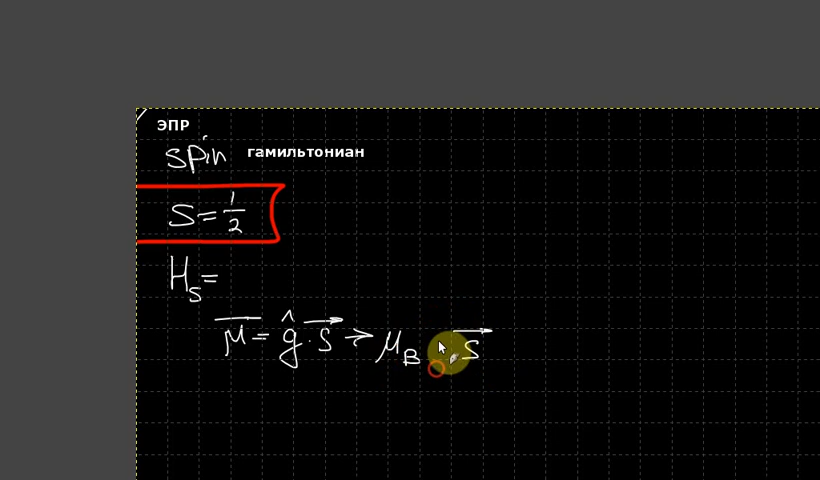 ЭПР
spin гамильтониан
S = 1/2
H_S =
μ⃗ = ĝ · s⃗ → μ_B · s⃗